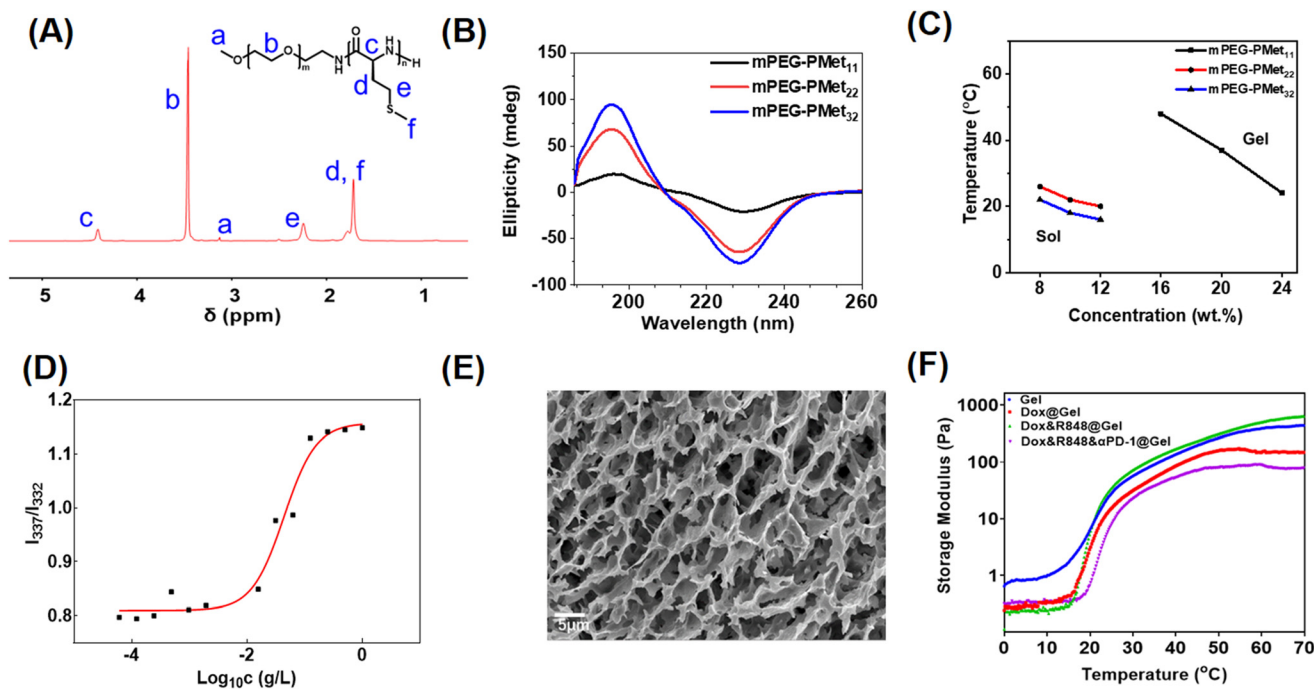 (A)
a
O
b
O
m
N
H
O
c
H
N
n
H
d
e
S
f
b
c
a
e
d, f
5 4 3 2 1
δ (ppm)
(B)
Ellipticity (mdeg)
150
100
50
0
-50
-100
mPEG-PMet11
mPEG-PMet22
mPEG-PMet32
200 220 240 260
Wavelength (nm)
(C)
Temperature (°C)
60
40
20
0
mPEG-PMet11
mPEG-PMet22
mPEG-PMet32
Gel
Sol
8 12 16 20 24
Concentration (wt.%)
(D)
I337/I332
1.2
1.1
1.0
0.9
0.8
-4 -2 0
Log10c (g/L)
(E)
5μm
(F)
Storage Modulus (Pa)
1000
100
10
1
Gel
Dox@Gel
Dox&R848@Gel
Dox&R848&αPD-1@Gel
0 10 20 30 40 50 60 70
Temperature (°C)